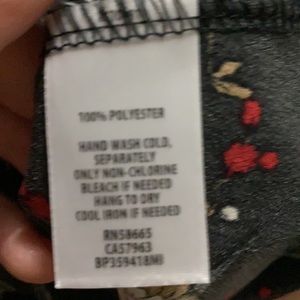 100% POLYESTER
HAND WASH COLD,
SEPARATELY
ONLY NON-CHLORINE
BLEACH IF NEEDED
HANG TO DRY
COOL IRON IF NEEDED
RN58665
CA57963
BP359418MI